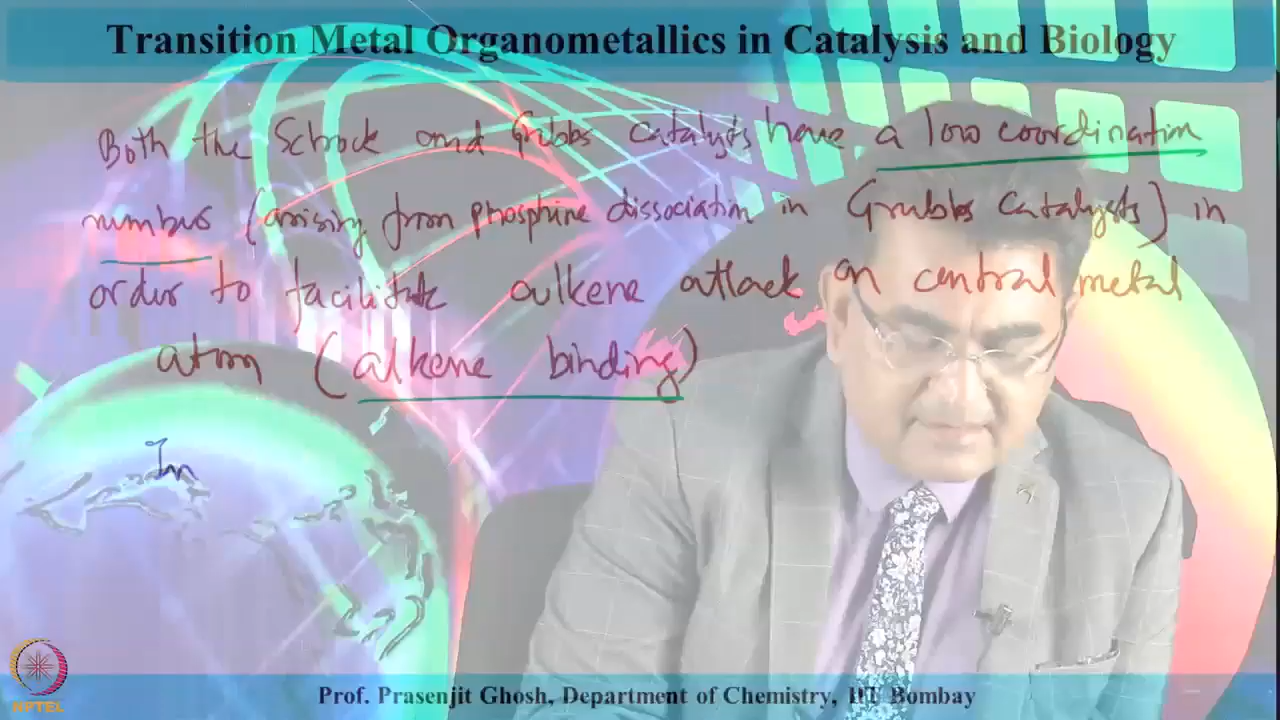 Transition Metal Organometallics in Catalysis and Biology
Both the Schrock and Grubbs catalysts have a low coordination
number (arising from phosphine dissociation in Grubbs Catalysts) in
order to facilitate alkene attack on central metal
atom (alkene binding)
In
Prof. Prasenjit Ghosh, Department of Chemistry, IIT Bombay
NPTEL